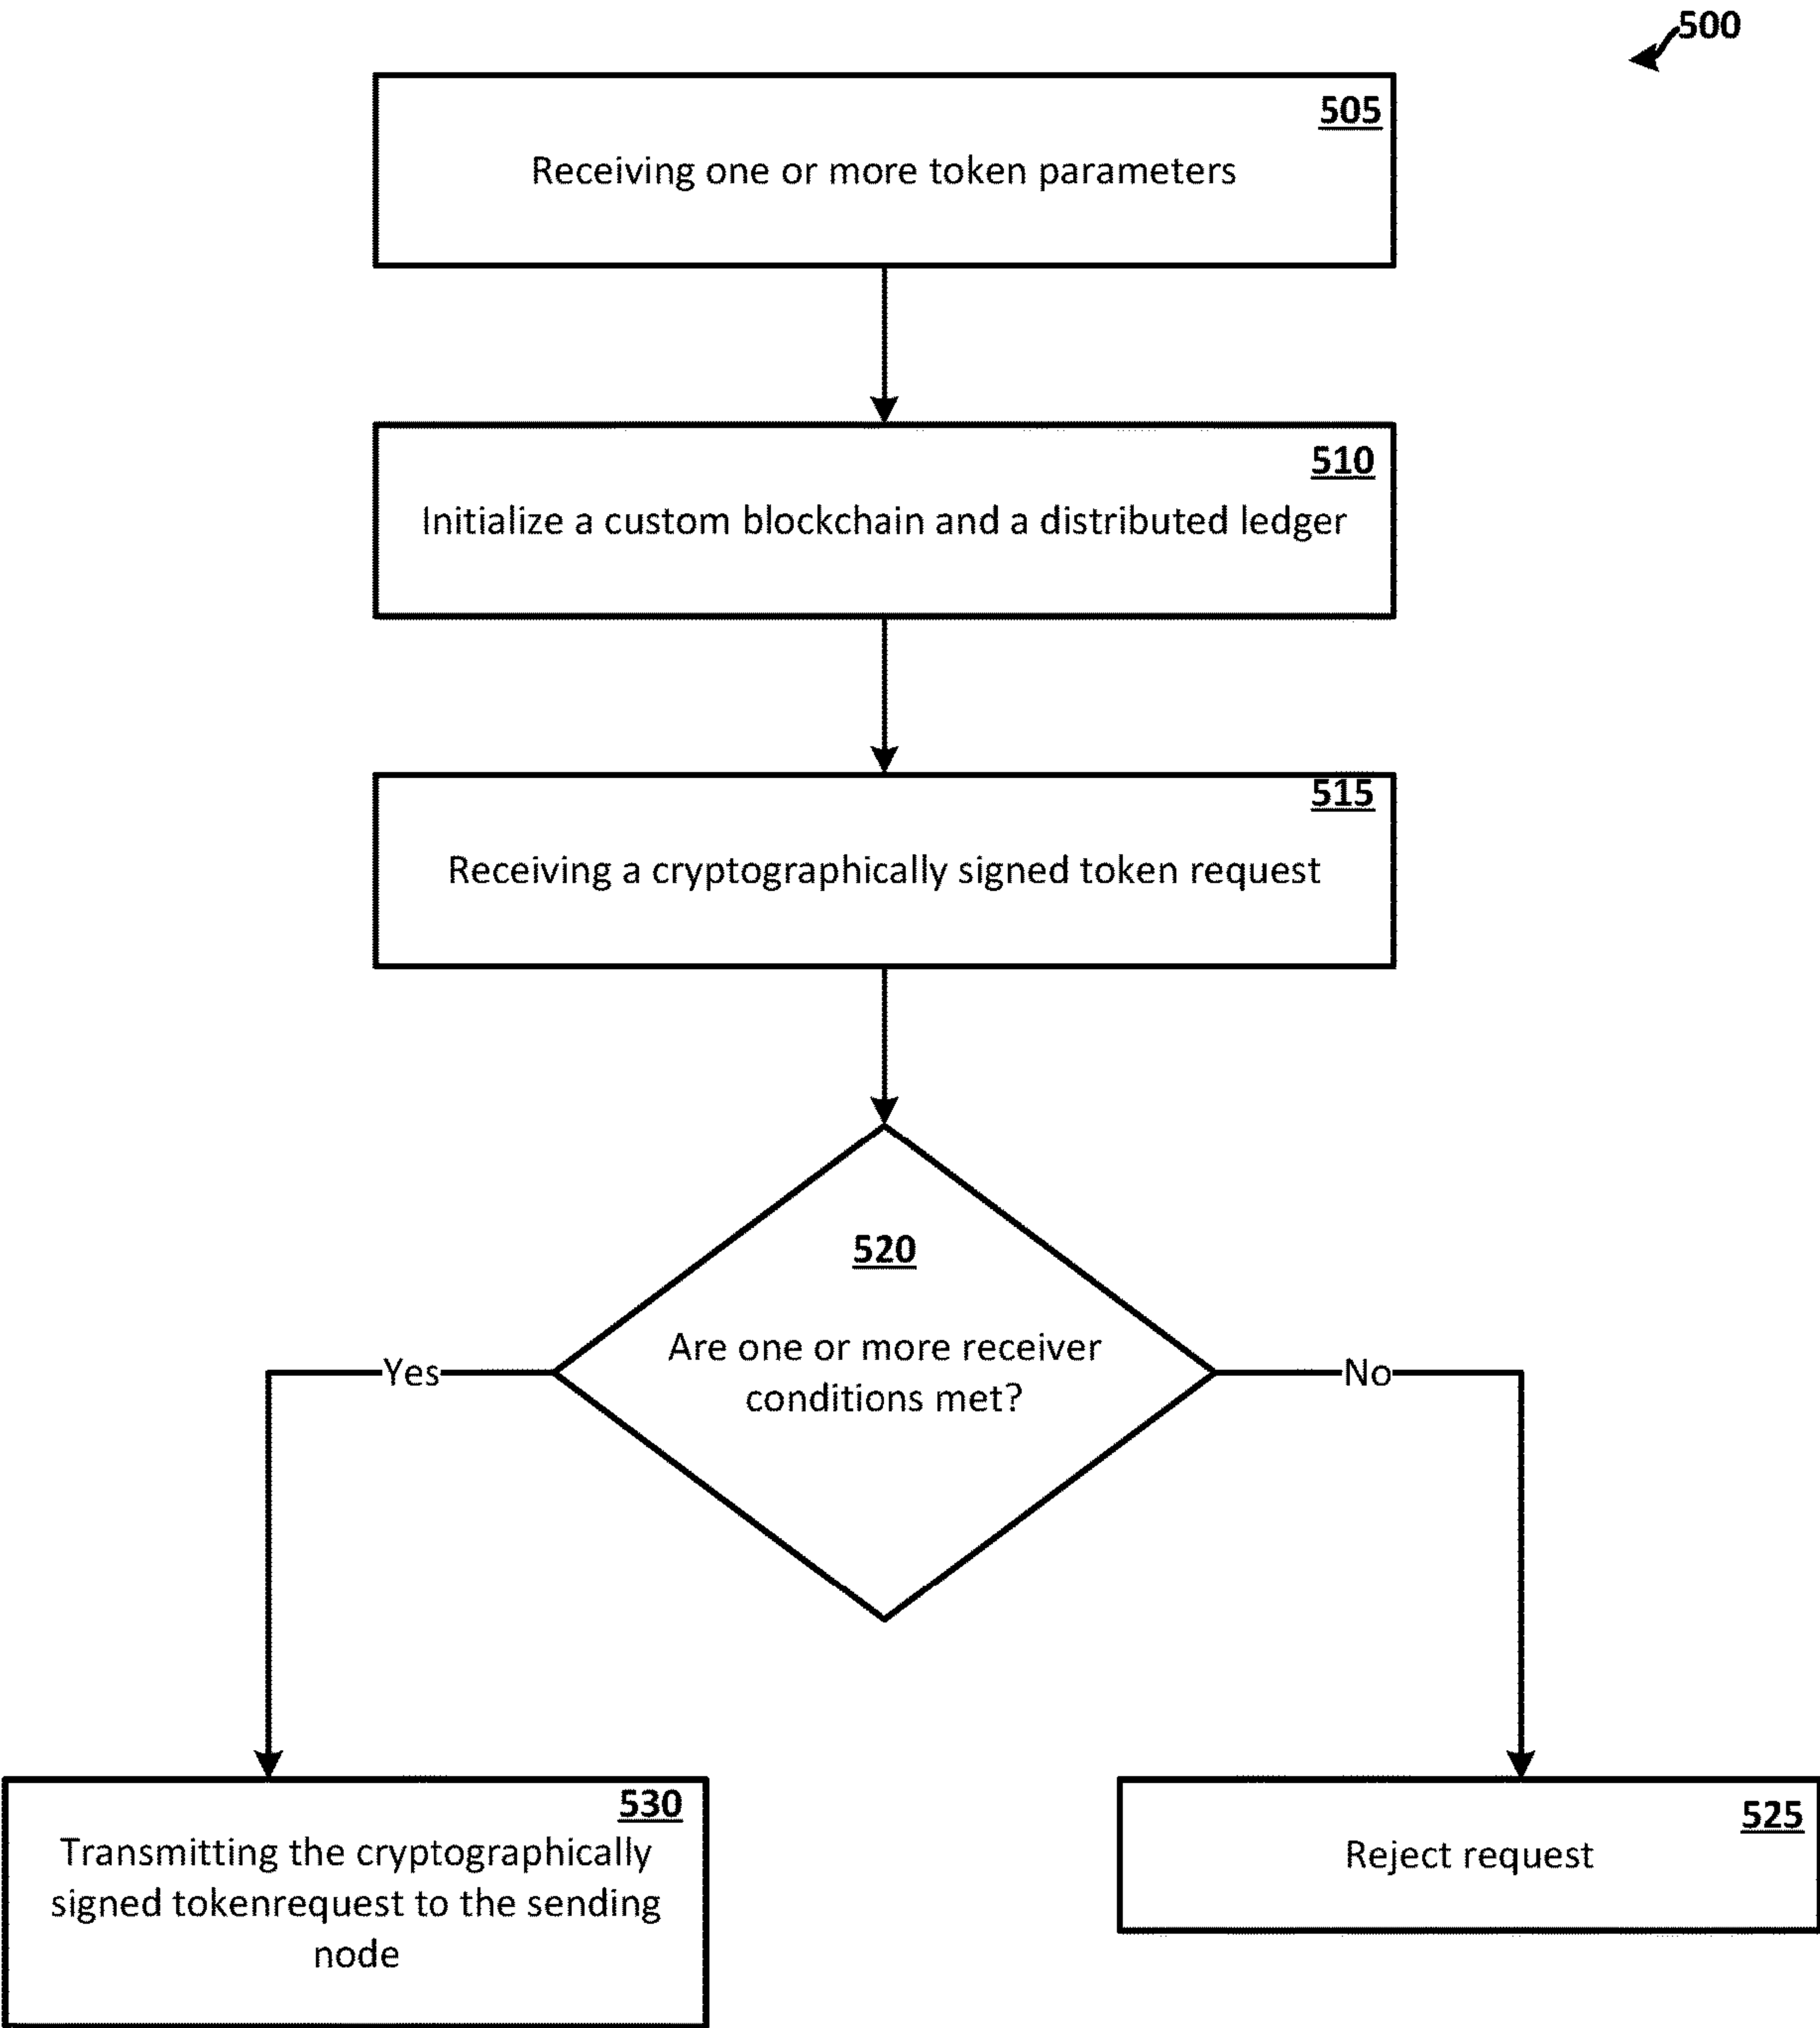 500
505
Receiving one or more token parameters
510
Initialize a custom blockchain and a distributed ledger
515
Receiving a cryptographically signed token request
520
Are one or more receiver
conditions met?
Yes
No
530
Transmitting the cryptographically
signed tokenrequest to the sending
node
525
Reject request